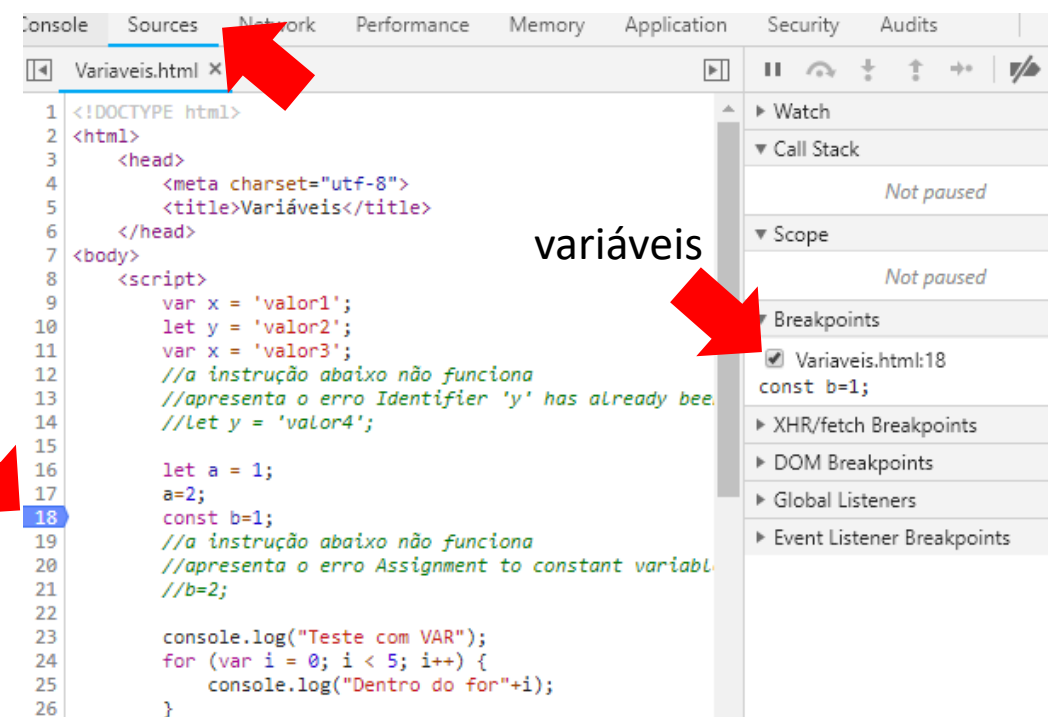 Console Sources Network Performance Memory Application Security Audits
Variaveis.html ×
1 <!DOCTYPE html>
2 <html>
3 <head>
4 <meta charset="utf-8">
5 <title>Variáveis</title>
6 </head>
7 <body>
8 <script>
9 var x = 'valor1';
10 let y = 'valor2';
11 var x = 'valor3';
12 //a instrução abaixo não funciona
13 //apresenta o erro Identifier 'y' has already bee
14 //let y = 'valor4';
15
16 let a = 1;
17 a=2;
18 const b=1;
19 //a instrução abaixo não funciona
20 //apresenta o erro Assignment to constant variabl
21 //b=2;
22
23 console.log("Teste com VAR");
24 for (var i = 0; i < 5; i++) {
25 console.log("Dentro do for"+i);
26 }
variáveis
Watch
Call Stack
Not paused
Scope
Not paused
Breakpoints
Variaveis.html:18
const b=1;
XHR/fetch Breakpoints
DOM Breakpoints
Global Listeners
Event Listener Breakpoints